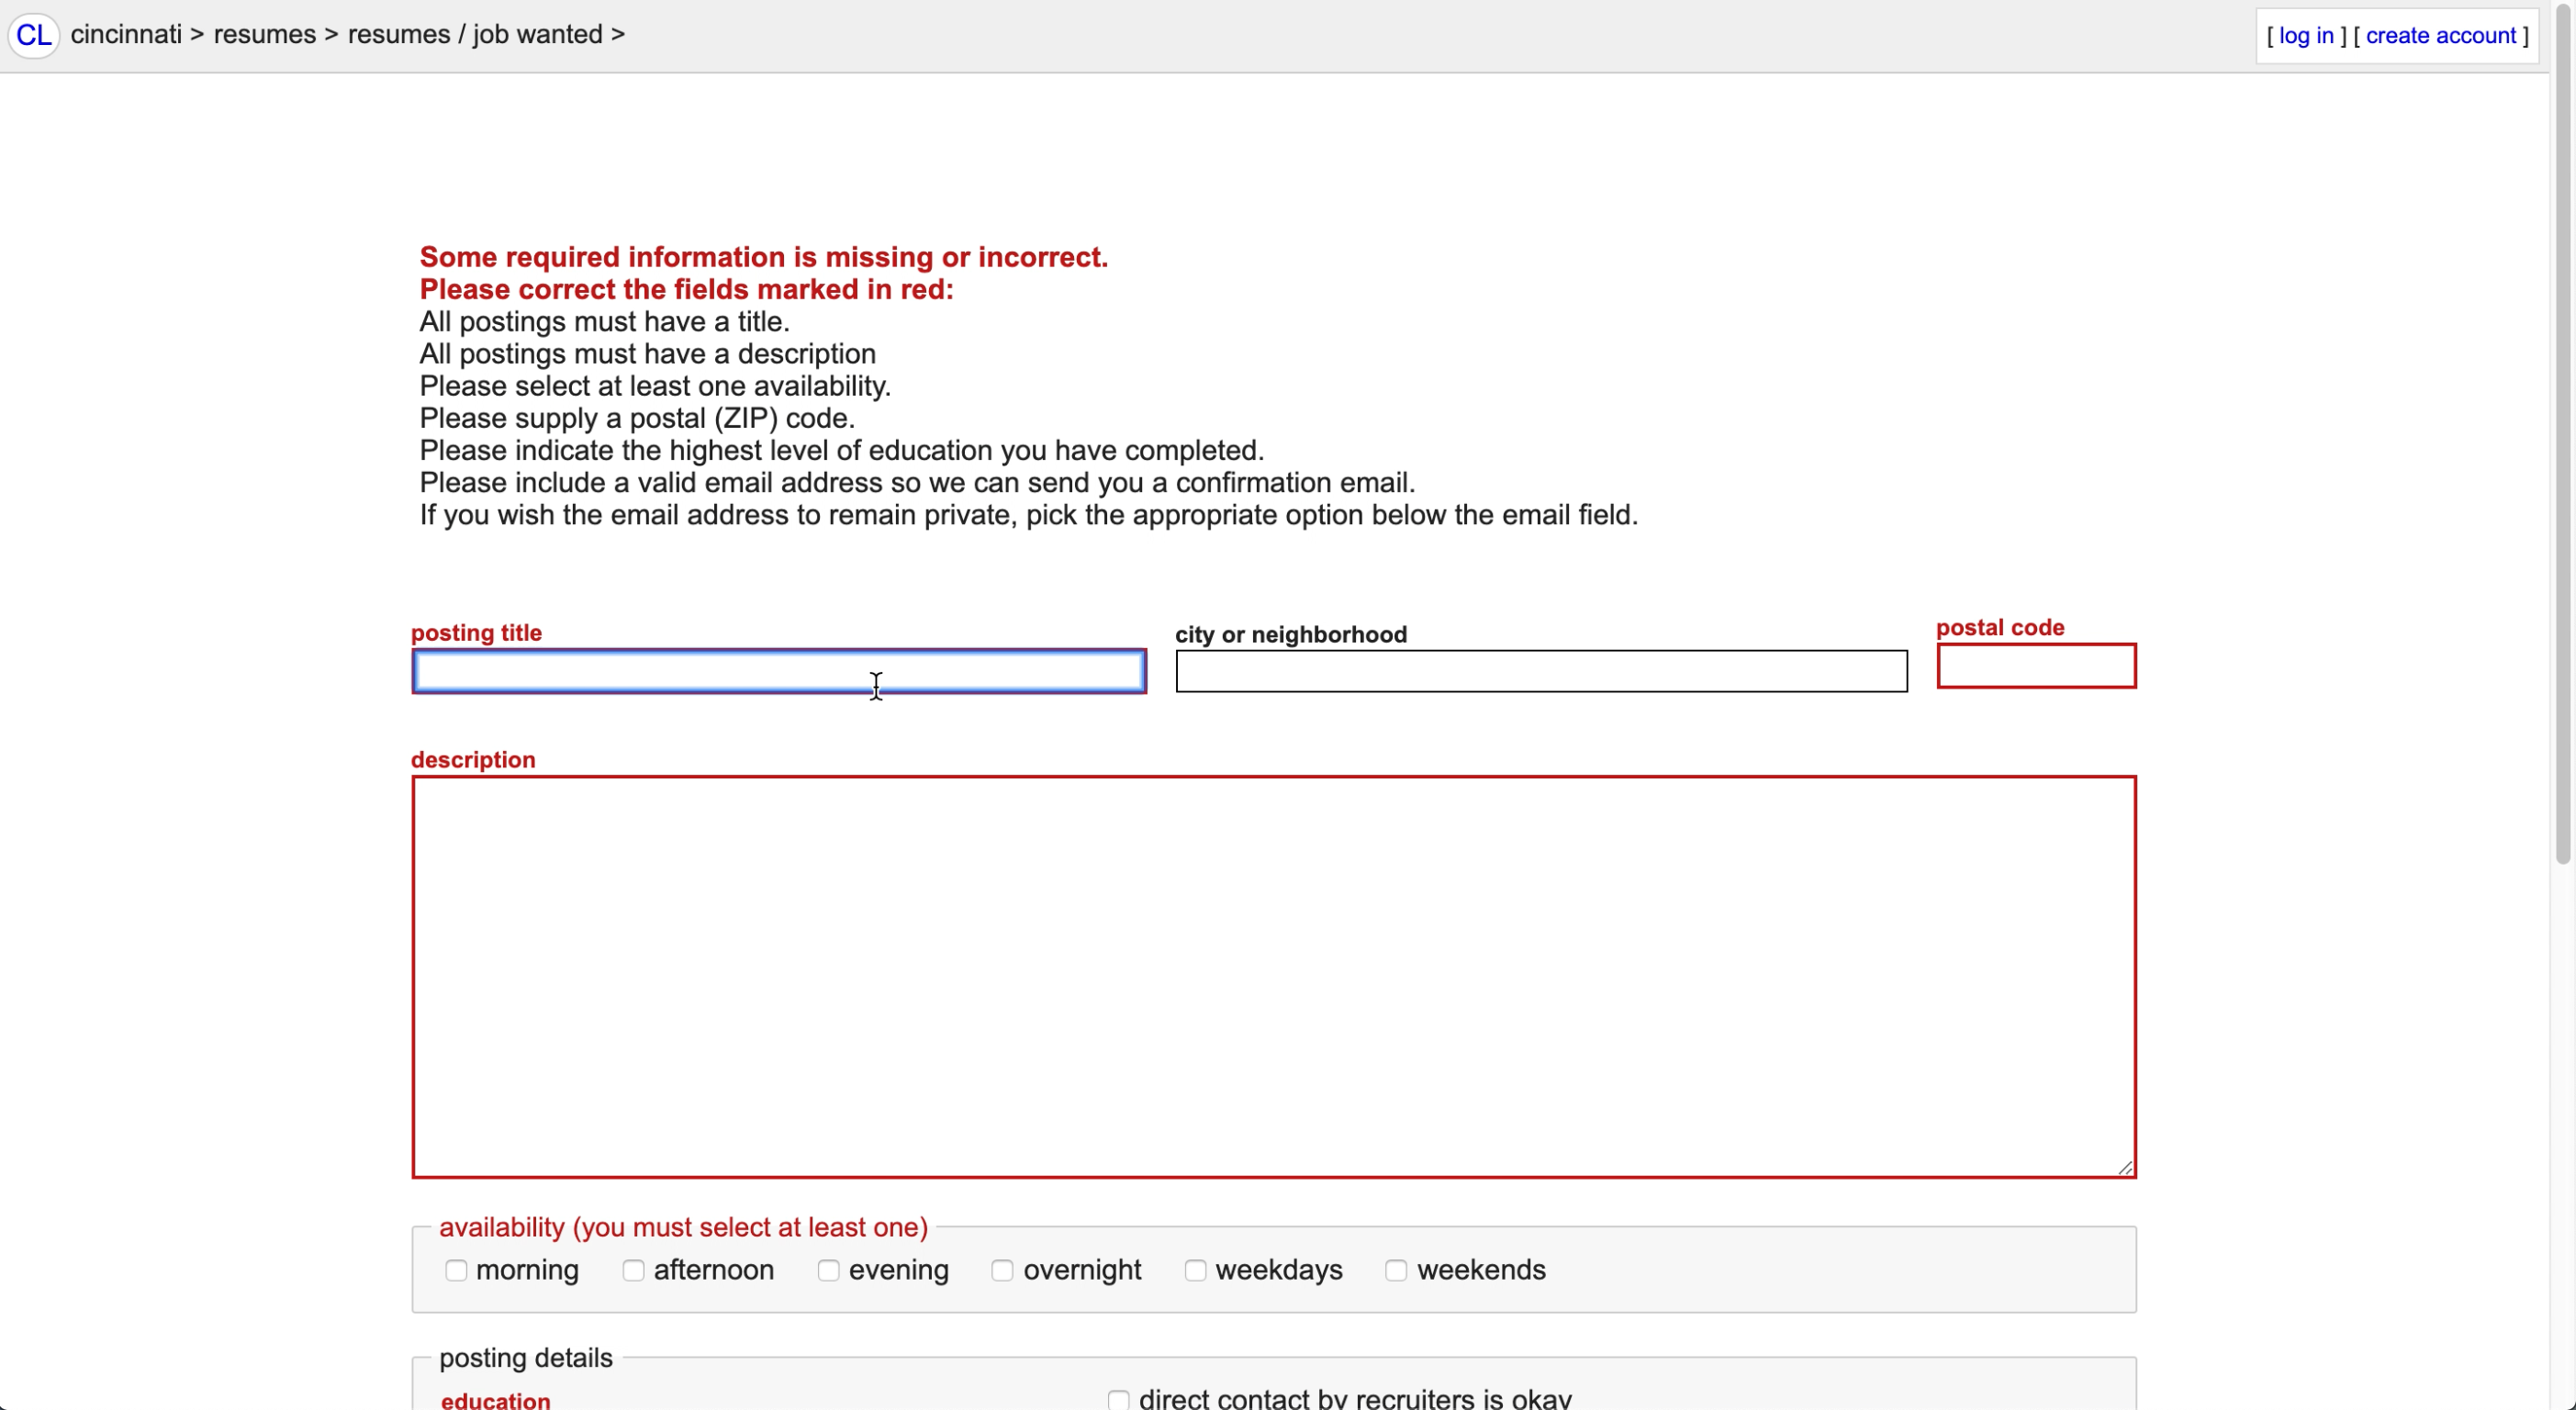 CL cincinnati > resumes > resumes / job wanted >
[ log in ] [ create account ]
Some required information is missing or incorrect.
Please correct the fields marked in red:
All postings must have a title.
All postings must have a description
Please select at least one availability.
Please supply a postal (ZIP) code.
Please indicate the highest level of education you have completed.
Please include a valid email address so we can send you a confirmation email.
If you wish the email address to remain private, pick the appropriate option below the email field.
posting title
city or neighborhood
postal code
description
availability (you must select at least one)
morning afternoon evening overnight weekdays weekends
posting details
education
direct contact by recruiters is okay